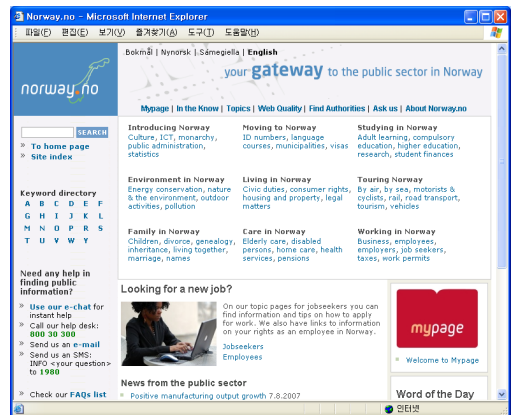 Norway.no - Microsoft Internet Explorer
파일(F) 편집(E) 보기(V) 즐겨찾기(A) 도구(T) 도움말(H)
norway.no
Bokmål | Nynorsk | Sámegiella | English
your gateway to the public sector in Norway
Mypage | In the Know | Topics | Web Quality | Find Authorities | Ask us | About Norway.no
SEARCH
» To home page
» Site index
Keyword directory
A B C D E F
G H I J K L
M N O P R S
T U V W Y
Need any help in
finding public
information?
» Use our e-chat for
instant help
» Call our help desk:
800 30 300
» Send us an e-mail
» Send us an SMS:
INFO <your question>
to 1980
» Check our FAQs list
Introducing Norway
Culture, ICT, monarchy,
public administration,
statistics
Moving to Norway
ID numbers, language
courses, municipalities, visas
Studying in Norway
Adult learning, compulsory
education, higher education,
research, student finances
Environment in Norway
Energy conservation, nature
& the environment, outdoor
activities, pollution
Living in Norway
Civic duties, consumer rights,
housing and property, legal
matters
Touring Norway
By air, by sea, motorists &
cyclists, rail, road transport,
tourism, vehicles
Family in Norway
Children, divorce, genealogy,
inheritance, living together,
marriage, names
Care in Norway
Elderly care, disabled
persons, home care, health
services, pensions
Working in Norway
Business, employees,
employers, job seekers,
taxes, work permits
Looking for a new job?
On our topic pages for jobseekers you can
find information and tips on how to apply
for work. We also have links to information
on your rights as an employee in Norway.
Jobseekers
Employees
News from the public sector
Positive manufacturing output growth 7.8.2007
mypage
Welcome to Mypage
Word of the Day
인터넷